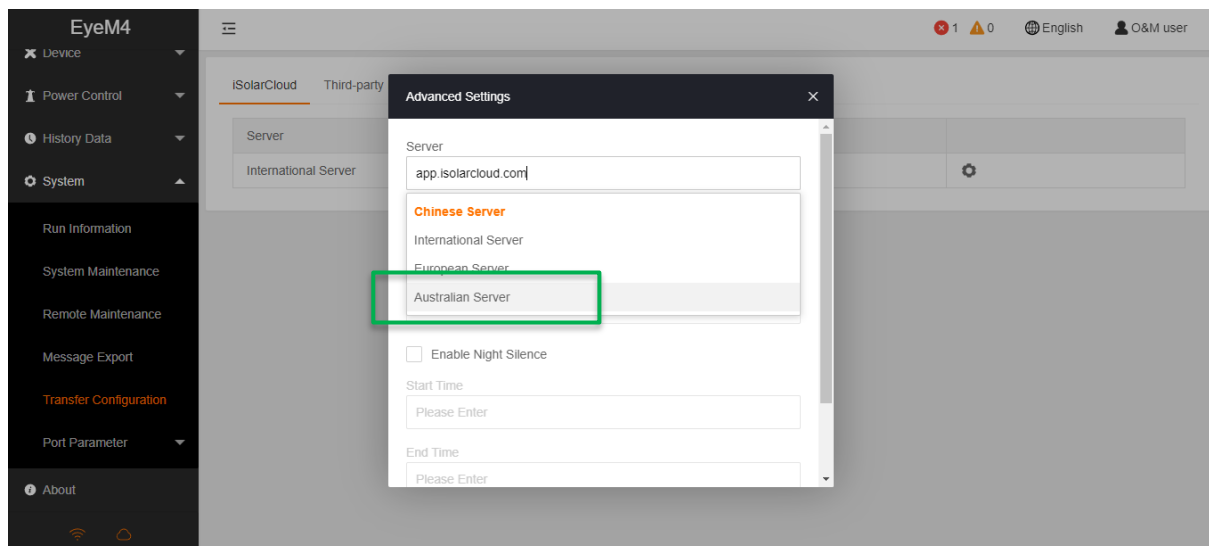 EyeM4
1 0 English O&M user
Device
Power Control
History Data
System
Run Information
System Maintenance
Remote Maintenance
Message Export
Transfer Configuration
Port Parameter
About
iSolarCloud Third-party
Server
International Server
Advanced Settings
Server
app.isolarcloud.com
Chinese Server
International Server
European Server
Australian Server
Enable Night Silence
Start Time
Please Enter
End Time
Please Enter